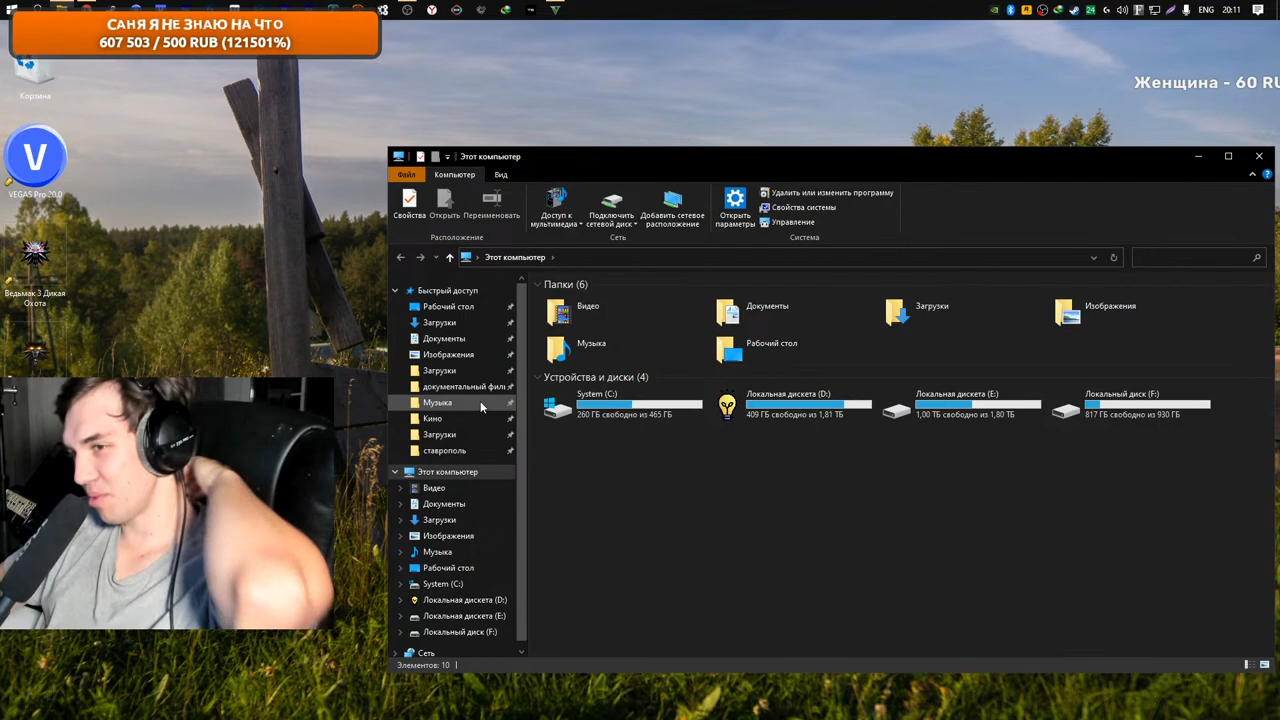 Саня Я Не Знаю На Что
607 503 / 500 RUB (121501%)
24
ENG
20:11
Корзина
VEGAS Pro 20.0
Ведьмак 3 Дикая
Охота
Женщина - 60 RU
Этот компьютер
Файл
Компьютер
Вид
Свойства
Открыть
Переименовать
Расположение
Доступ к
мультимедиа
Подключить
сетевой диск
Добавить сетевое
расположение
Сеть
Открыть
параметры
Удалить или изменить программу
Свойства системы
Управление
Система
Этот компьютер
Быстрый доступ
Рабочий стол
Загрузки
Документы
Изображения
Загрузки
документальный филь
Музыка
Кино
Загрузки
ставрополь
Этот компьютер
Видео
Документы
Загрузки
Изображения
Музыка
Рабочий стол
System (C:)
Локальная дискета (D:)
Локальная дискета (E:)
Локальный диск (F:)
Сеть
Папки (6)
Видео
Документы
Загрузки
Изображения
Музыка
Рабочий стол
Устройства и диски (4)
System (C:)
260 ГБ свободно из 465 ГБ
Локальная дискета (D:)
409 ГБ свободно из 1,81 ТБ
Локальная дискета (E:)
1,00 ТБ свободно из 1,80 ТБ
Локальный диск (F:)
817 ГБ свободно из 930 ГБ
Элементов: 10